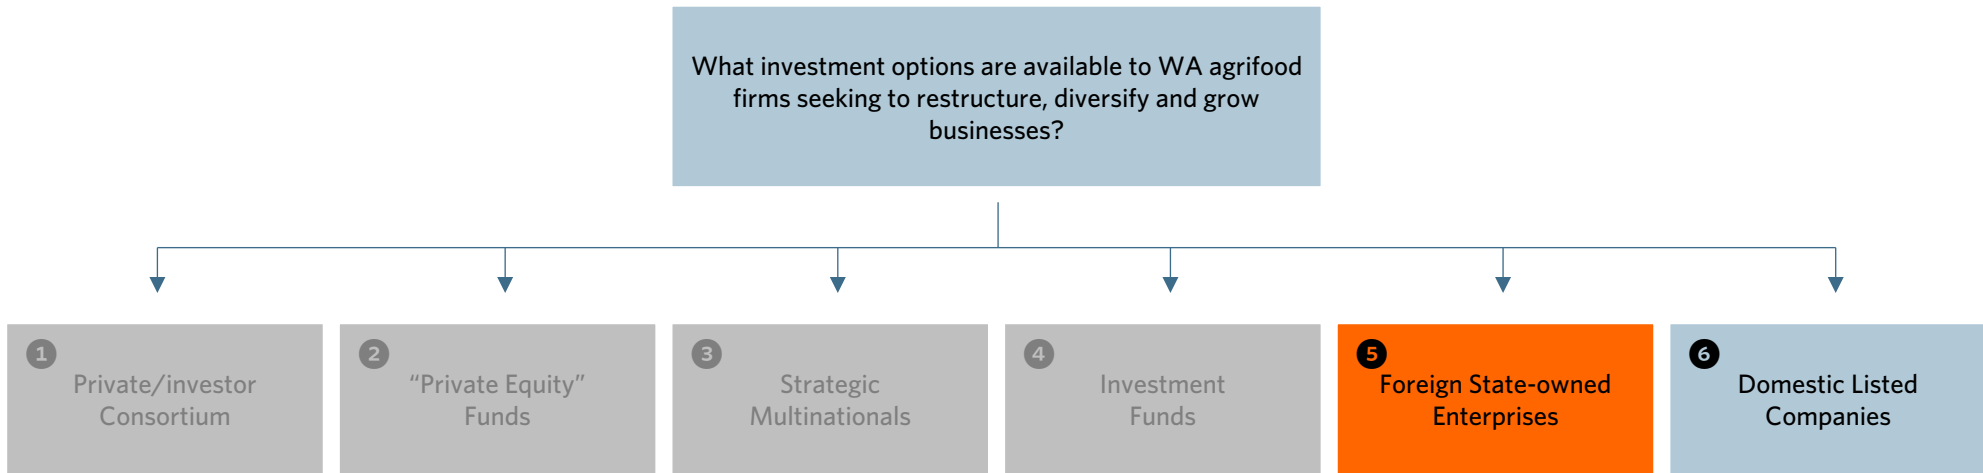 What investment options are available to WA agrifood
firms seeking to restructure, diversify and grow
businesses?
1
Private/investor
Consortium
2
“Private Equity”
Funds
3
Strategic
Multinationals
4
Investment
Funds
5
Foreign State-owned
Enterprises
6
Domestic Listed
Companies